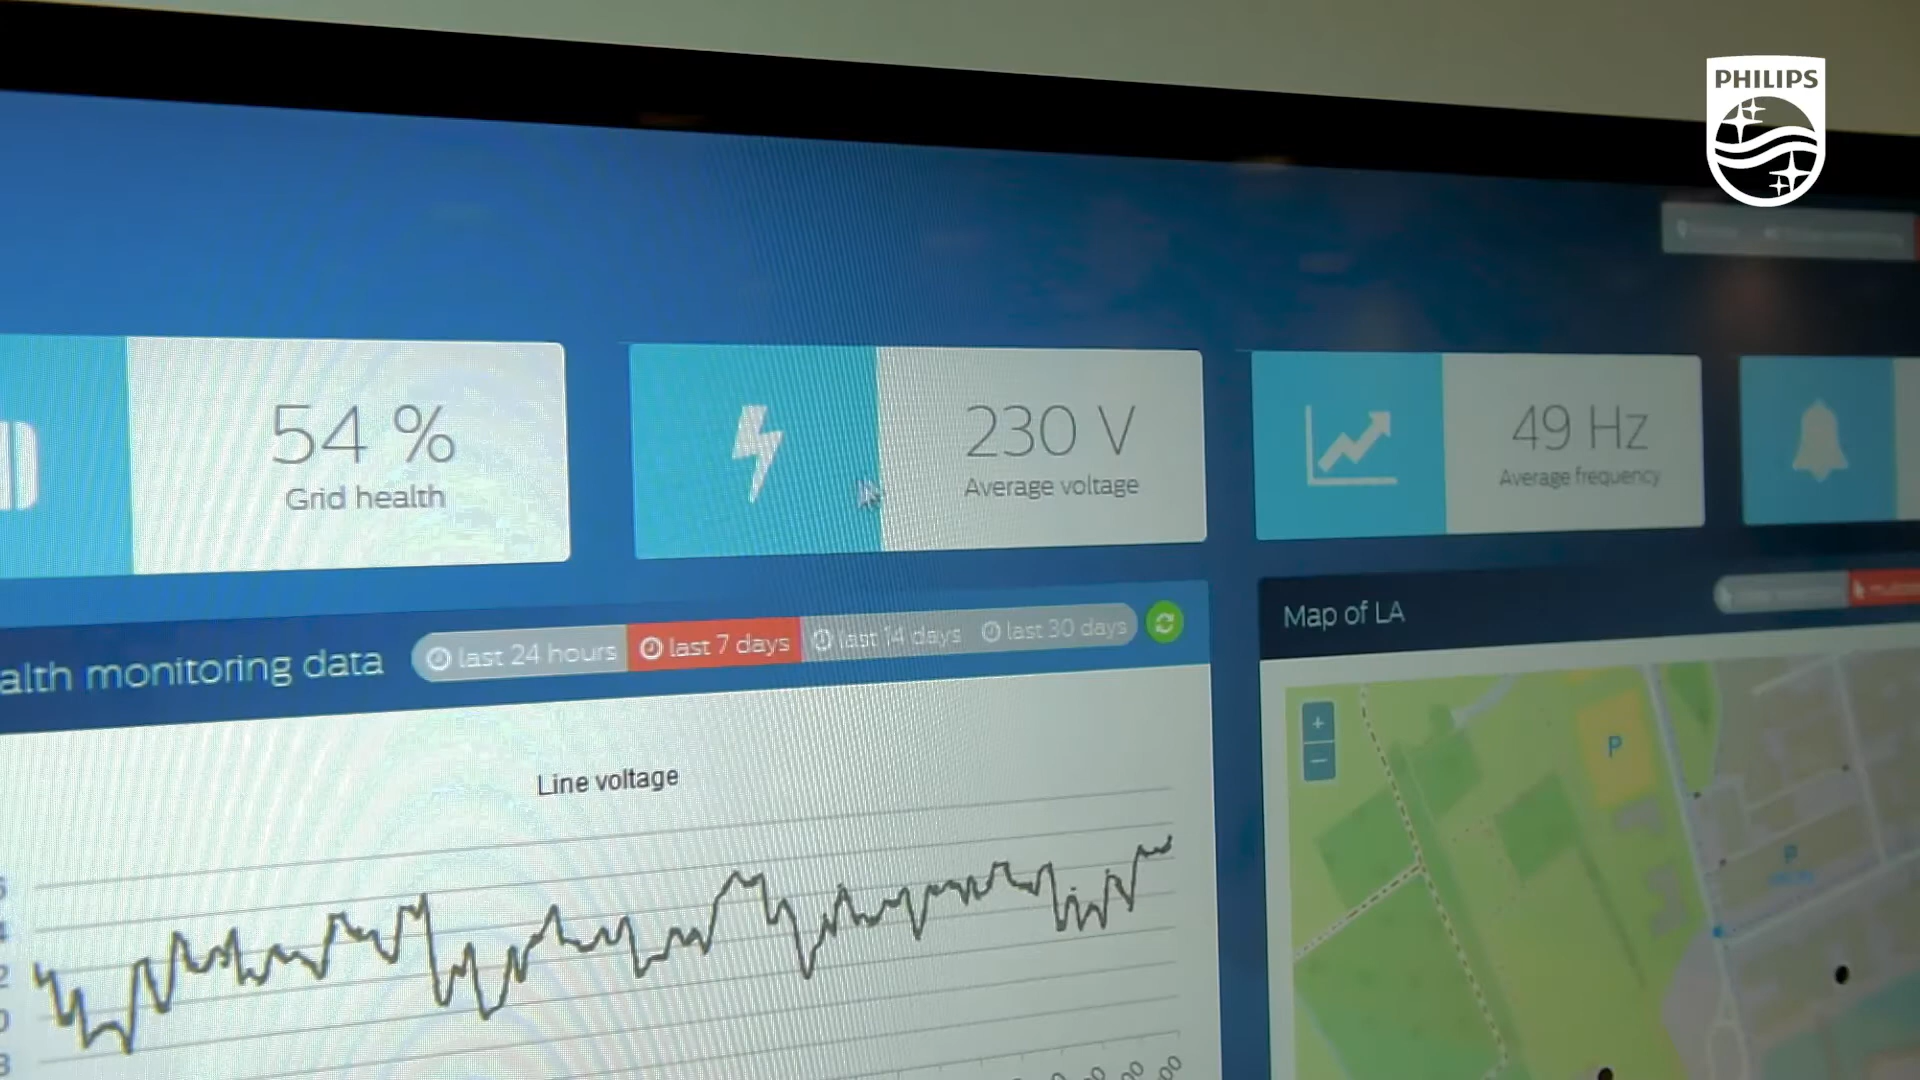 PHILIPS
54 %
Grid health
230 V
Average voltage
49 Hz
Average frequency
alth monitoring data
last 24 hours
last 7 days
last 14 days
last 30 days
Map of LA
+
−
P
P
Line voltage